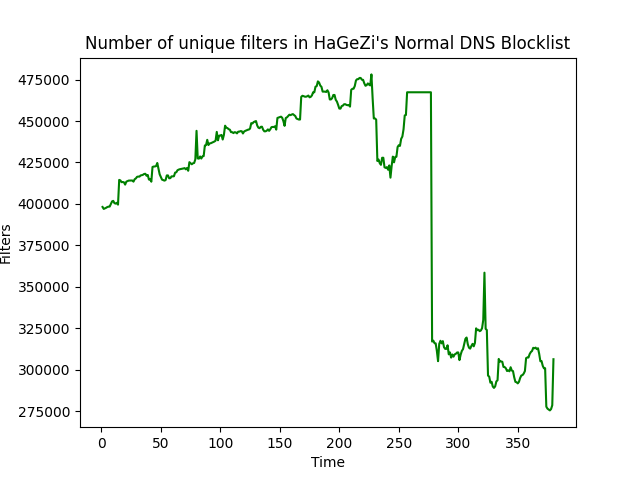 Number of unique filters in HaGeZi's Normal DNS Blocklist
475000
450000
425000
400000
375000
350000
325000
300000
275000
Filters
0 50 100 150 200 250 300 350
Time